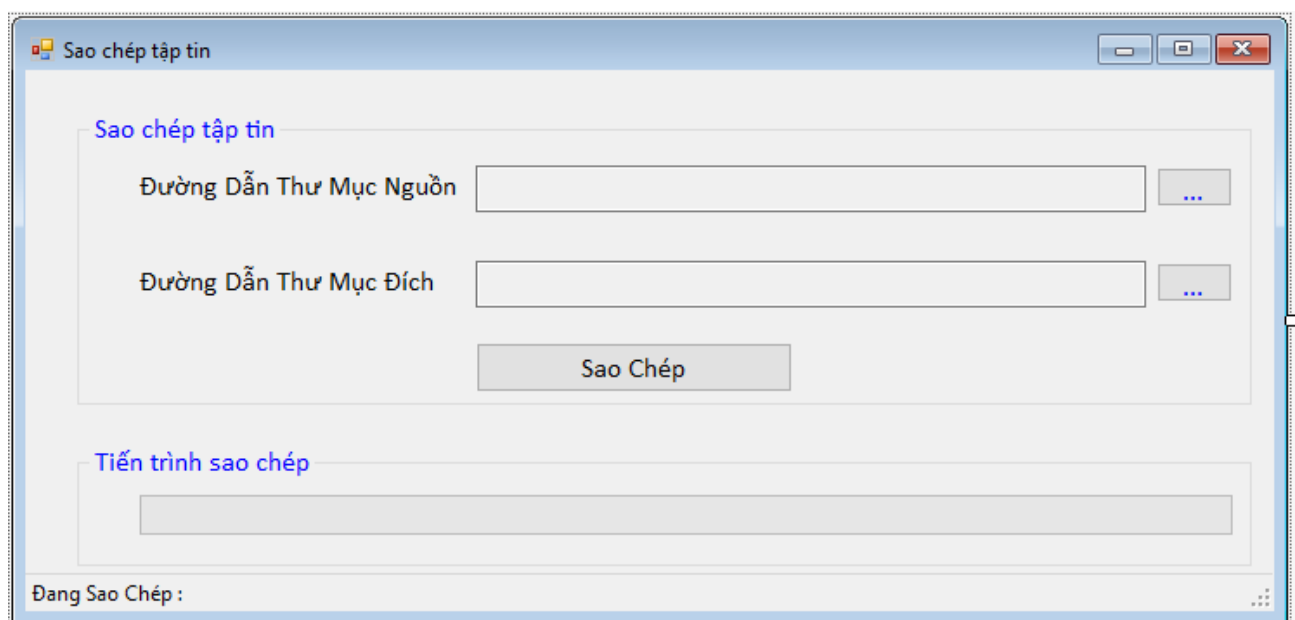 Sao chép tập tin
Sao chép tập tin
Đường Dẫn Thư Mục Nguồn
...
Đường Dẫn Thư Mục Đích
...
Sao Chép
Tiến trình sao chép
Đang Sao Chép :